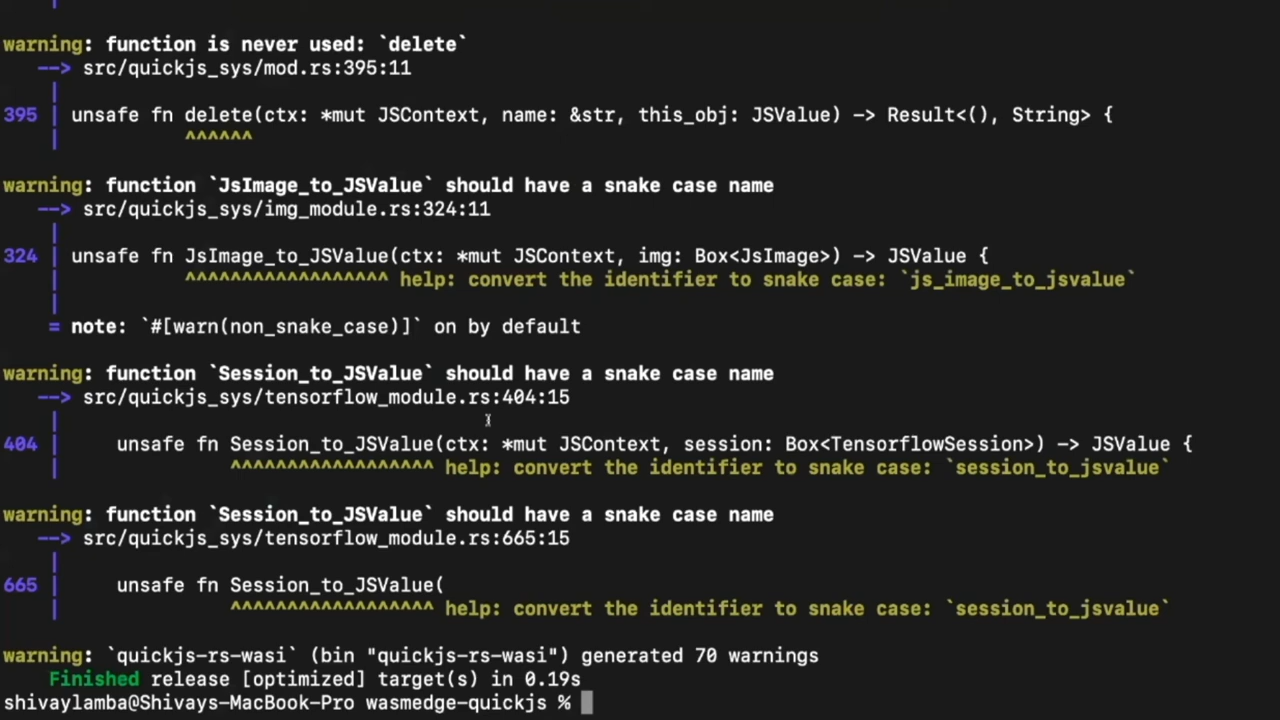 warning: function is never used: `delete`
--> src/quickjs_sys/mod.rs:395:11
|
395 | unsafe fn delete(ctx: *mut JSContext, name: &str, this_obj: JSValue) -> Result<(), String> {
| ^^^^^^
warning: function `JsImage_to_JSValue` should have a snake case name
--> src/quickjs_sys/img_module.rs:324:11
|
324 | unsafe fn JsImage_to_JSValue(ctx: *mut JSContext, img: Box<JsImage>) -> JSValue {
| ^^^^^^^^^^^^^^^^^^ help: convert the identifier to snake case: `js_image_to_jsvalue`
|
= note: `#[warn(non_snake_case)]` on by default
warning: function `Session_to_JSValue` should have a snake case name
--> src/quickjs_sys/tensorflow_module.rs:404:15
|
404 | unsafe fn Session_to_JSValue(ctx: *mut JSContext, session: Box<TensorflowSession>) -> JSValue {
| ^^^^^^^^^^^^^^^^^^ help: convert the identifier to snake case: `session_to_jsvalue`
warning: function `Session_to_JSValue` should have a snake case name
--> src/quickjs_sys/tensorflow_module.rs:665:15
|
665 | unsafe fn Session_to_JSValue(
| ^^^^^^^^^^^^^^^^^^ help: convert the identifier to snake case: `session_to_jsvalue`
warning: `quickjs-rs-wasi` (bin "quickjs-rs-wasi") generated 70 warnings
Finished release [optimized] target(s) in 0.19s
shivaylamba@Shivays-MacBook-Pro wasmedge-quickjs %